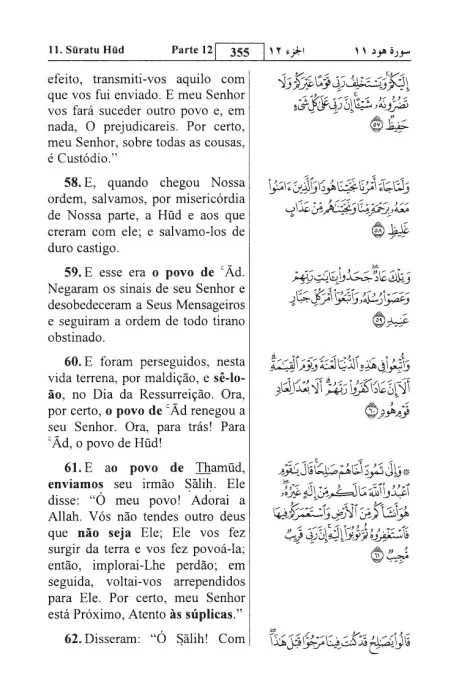 11. Sūratu Hūd Parte 12 355 الجزء ١٢ سورة هود ١١
efeito, transmiti-vos aquilo com
que vos fui enviado. E meu Senhor
vos fará suceder outro povo e, em
nada, O prejudicareis. Por certo,
meu Senhor, sobre todas as cousas,
é Custódio.”
58. E, quando chegou Nossa
ordem, salvamos, por misericórdia
de Nossa parte, a Hūd e aos que
creram com ele; e salvamo-los de
duro castigo.
59. E esse era o povo de ᶜĀd.
Negaram os sinais de seu Senhor e
desobedeceram a Seus Mensageiros
e seguiram a ordem de todo tirano
obstinado.
60. E foram perseguidos, nesta
vida terrena, por maldição, e sê-lo-
ão, no Dia da Ressurreição. Ora,
por certo, o povo de ᶜĀd renegou a
seu Senhor. Ora, para trás! Para
ᶜĀd, o povo de Hūd!
61. E ao povo de Thamūd,
enviamos seu irmão Ṣāliḥ. Ele
disse: “Ó meu povo! Adorai a
Allah. Vós não tendes outro deus
que não seja Ele; Ele vos fez
surgir da terra e vos fez povoá-la;
então, implorai-Lhe perdão; em
seguida, voltai-vos arrependidos
para Ele. Por certo, meu Senhor
está Próximo, Atento às súplicas.”
62. Disseram: “Ó Ṣāliḥ! Com
إِلَيْكُمْ وَيَسْتَخْلِفُ رَبِّي قَوْمًا غَيْرَكُمْ وَلَا
تَضُرُّونَهُۥ شَيْـًٔا إِنَّ رَبِّي عَلَىٰ كُلِّ شَىْءٍ
حَفِيظٌ ٥٧
وَلَمَّا جَآءَ أَمْرُنَا نَجَّيْنَا هُودًا وَٱلَّذِينَ ءَامَنُوا۟
مَعَهُۥ بِرَحْمَةٍ مِّنَّا وَنَجَّيْنَٰهُم مِّنْ عَذَابٍ
غَلِيظٍ ٥٨
وَتِلْكَ عَادٌ جَحَدُوا۟ بِـَٔايَٰتِ رَبِّهِمْ
وَعَصَوْا۟ رُسُلَهُۥ وَٱتَّبَعُوٓا۟ أَمْرَ كُلِّ جَبَّارٍ
عَنِيدٍ ٥٩
وَأُتْبِعُوا۟ فِى هَٰذِهِ ٱلدُّنْيَا لَعْنَةً وَيَوْمَ ٱلْقِيَٰمَةِ
أَلَآ إِنَّ عَادًا كَفَرُوا۟ رَبَّهُمْ أَلَا بُعْدًا لِّعَادٍ
قَوْمِ هُودٍ ٦٠
۞ وَإِلَىٰ ثَمُودَ أَخَاهُمْ صَٰلِحًا قَالَ يَٰقَوْمِ
ٱعْبُدُوا۟ ٱللَّهَ مَا لَكُم مِّنْ إِلَٰهٍ غَيْرُهُۥ
هُوَ أَنشَأَكُم مِّنَ ٱلْأَرْضِ وَٱسْتَعْمَرَكُمْ فِيهَا
فَٱسْتَغْفِرُوهُ ثُمَّ تُوبُوٓا۟ إِلَيْهِ إِنَّ رَبِّى قَرِيبٌ
مُّجِيبٌ ٦١
قَالُوا۟ يَٰصَٰلِحُ قَدْ كُنتَ فِينَا مَرْجُوًّا قَبْلَ هَٰذَآ